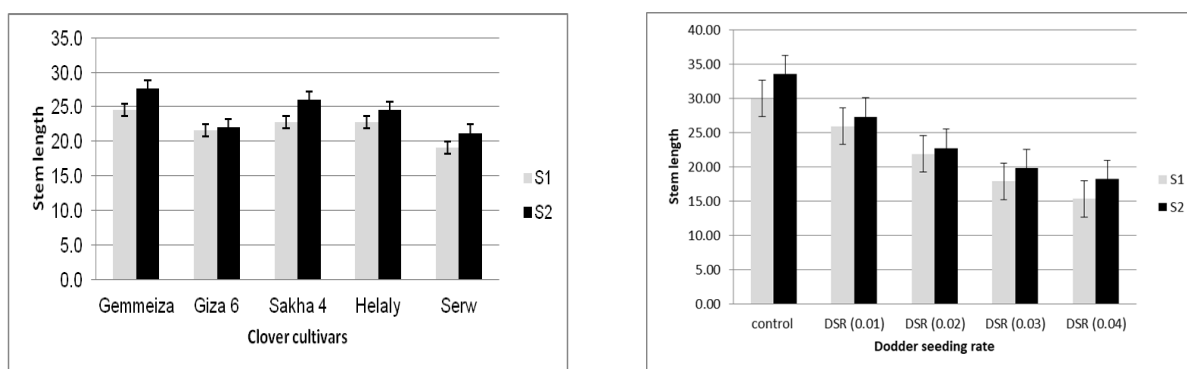 Stem length
35.0
30.0
25.0
20.0
15.0
10.0
5.0
0.0
Gemmeiza Giza 6 Sakha 4 Helaly Serw
Clover cultivars
S1
S2
Stem length
40.00
35.00
30.00
25.00
20.00
15.00
10.00
5.00
0.00
control DSR (0.01) DSR (0.02) DSR (0.03) DSR (0.04)
Dodder seeding rate
S1
S2